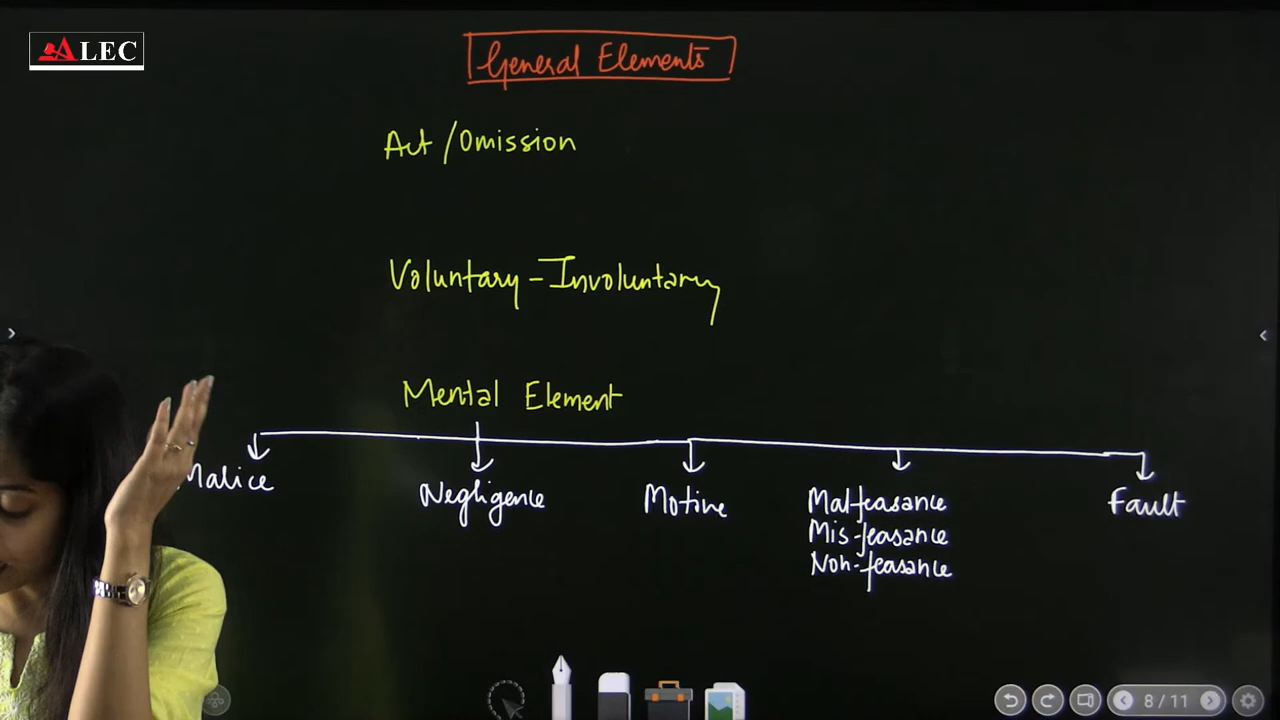 ALEC
General Elements
Act/Omission
Voluntary-Involuntary
Mental Element
Malice
Negligence
Motive
Malfeasance
Mis-feasance
Non-feasance
Fault
8/11